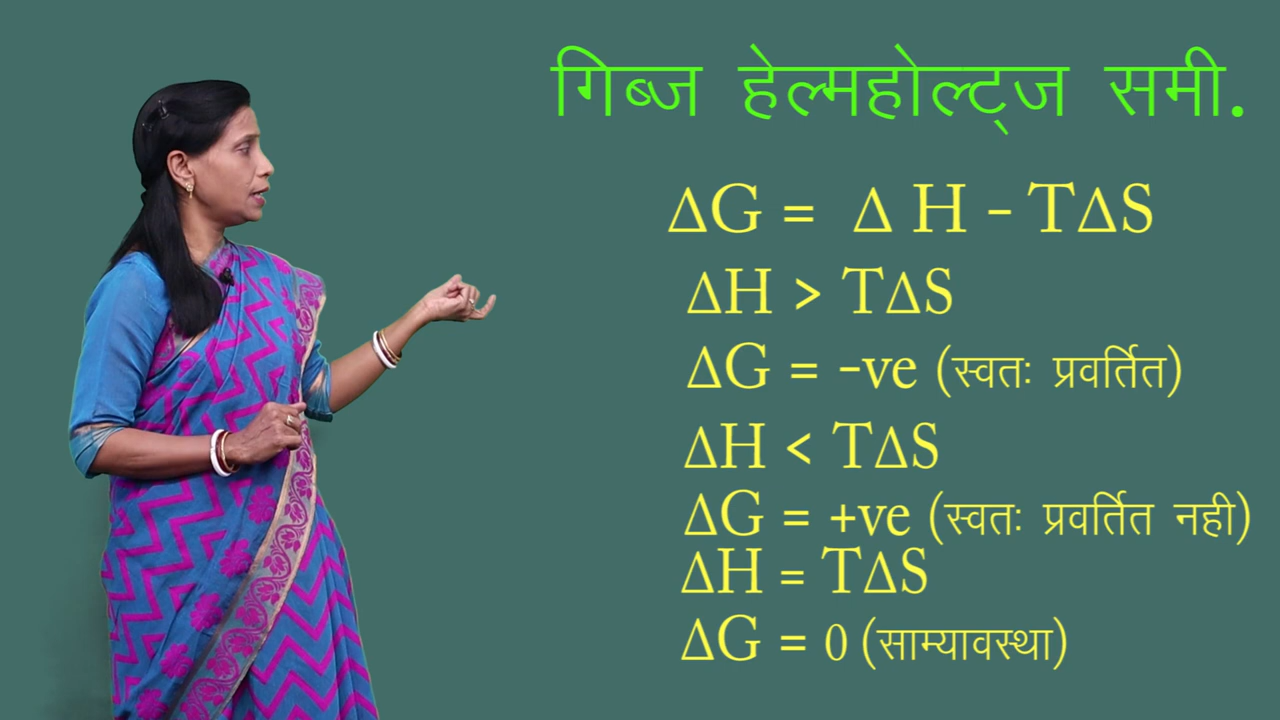 गिब्ज हेल्महोल्ट्ज समी.
ΔG = Δ H - TΔS
ΔH > TΔS
ΔG = -ve (स्वतः प्रवर्तित)
ΔH < TΔS
ΔG = +ve (स्वतः प्रवर्तित नही)
ΔH = TΔS
ΔG = 0 (साम्यावस्था)